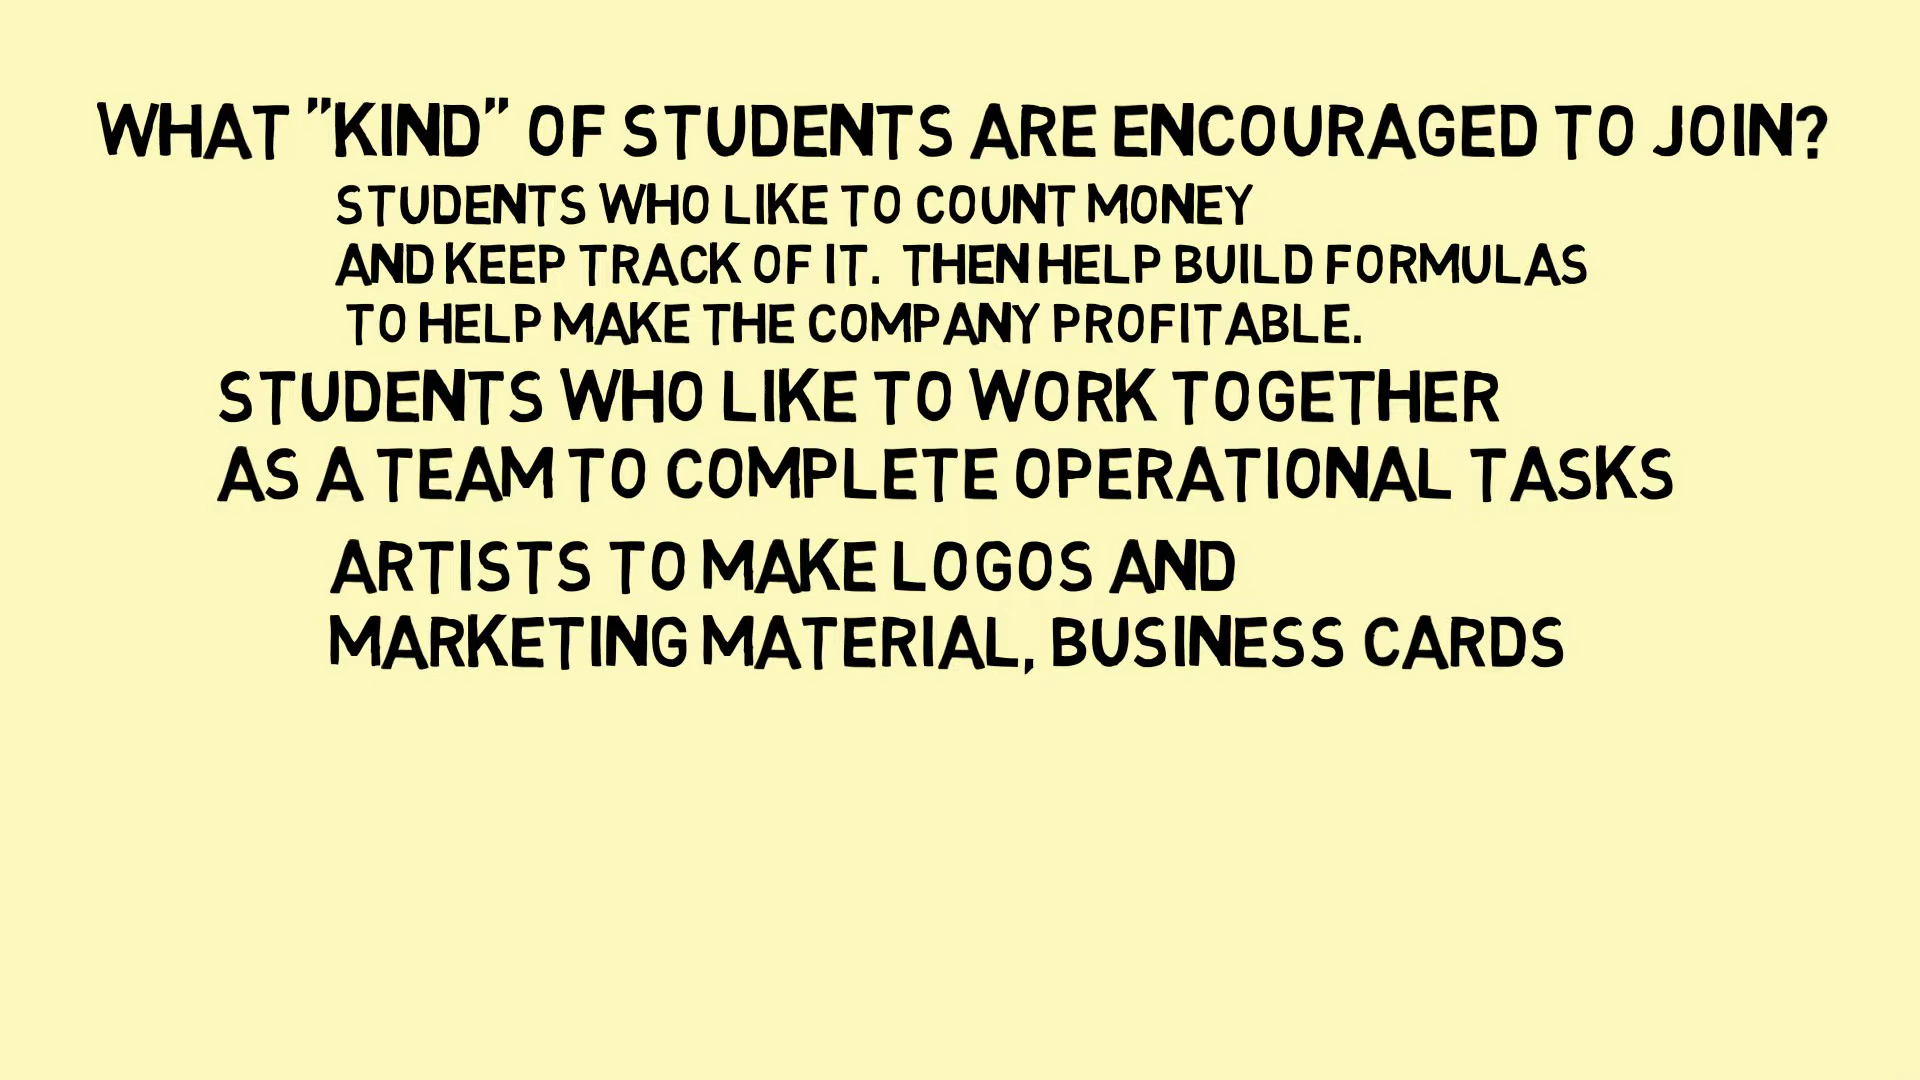 WHAT "KIND" OF STUDENTS ARE ENCOURAGED TO JOIN?
STUDENTS WHO LIKE TO COUNT MONEY
AND KEEP TRACK OF IT. THEN HELP BUILD FORMULAS
TO HELP MAKE THE COMPANY PROFITABLE.
STUDENTS WHO LIKE TO WORK TOGETHER
AS A TEAM TO COMPLETE OPERATIONAL TASKS
ARTISTS TO MAKE LOGOS AND
MARKETING MATERIAL, BUSINESS CARDS